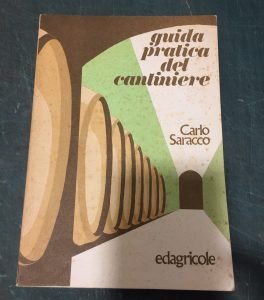 guida
pratica
del
cantiniere
Carlo
Saracco
edagricole